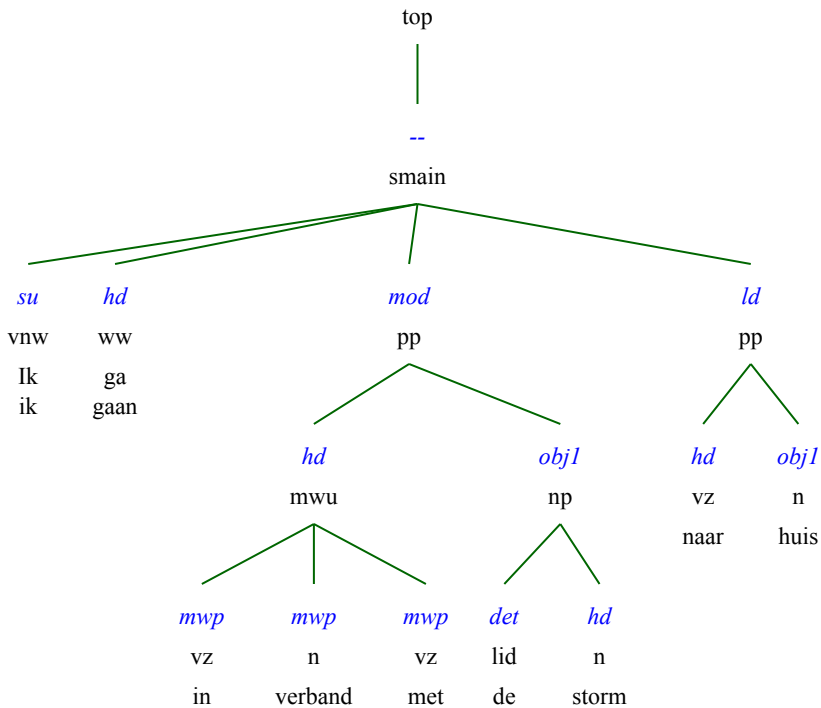 top
--
smain
su hd mod ld
vnw ww pp pp
Ik ga
ik gaan
hd obj1 hd obj1
mwu np vz n
naar huis
mwp mwp mwp det hd
vz n vz lid n
in verband met de storm